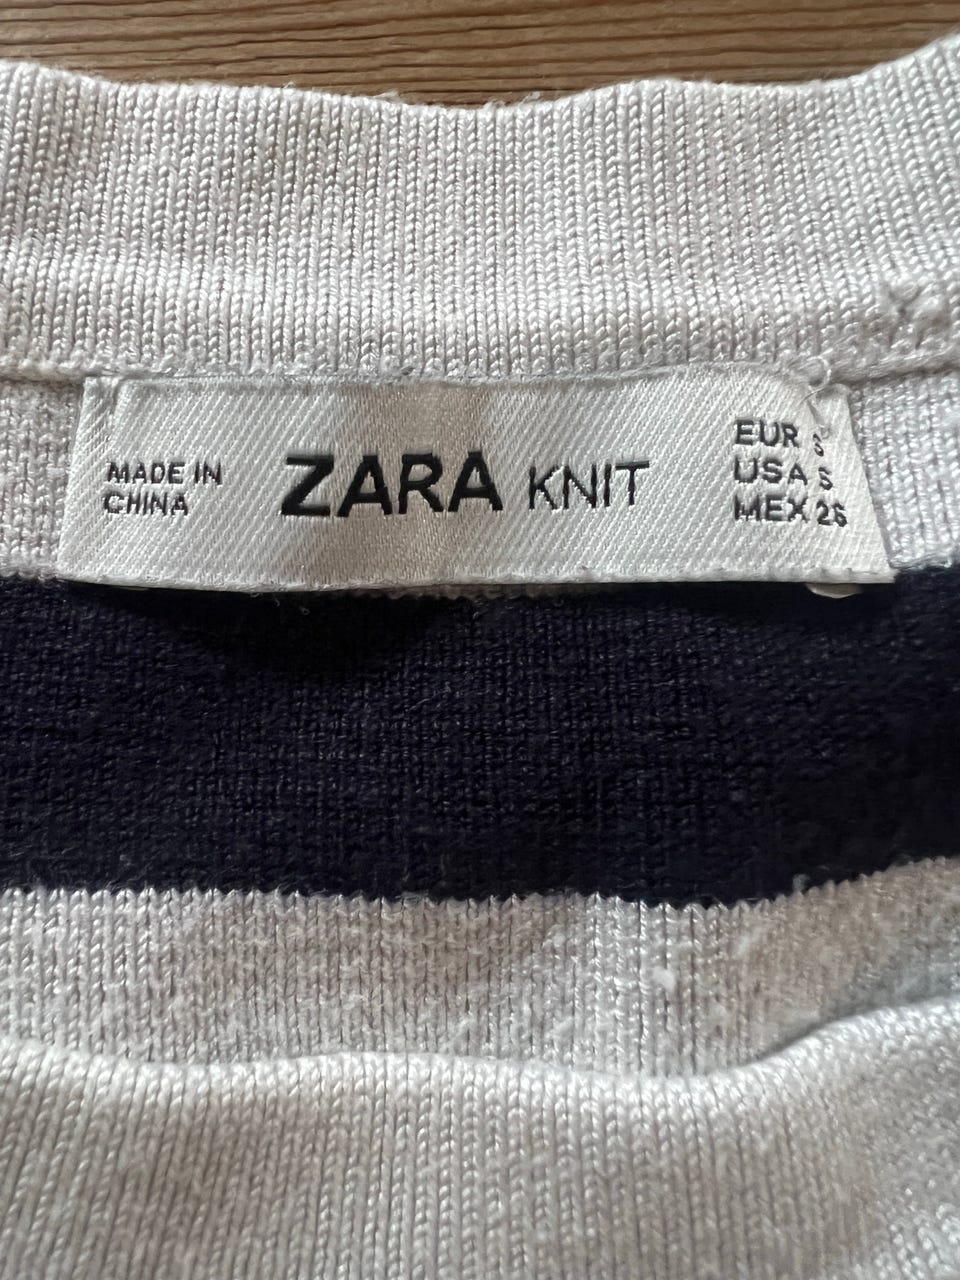 MADE IN
CHINA
ZARA KNIT
EUR S
USA S
MEX 26